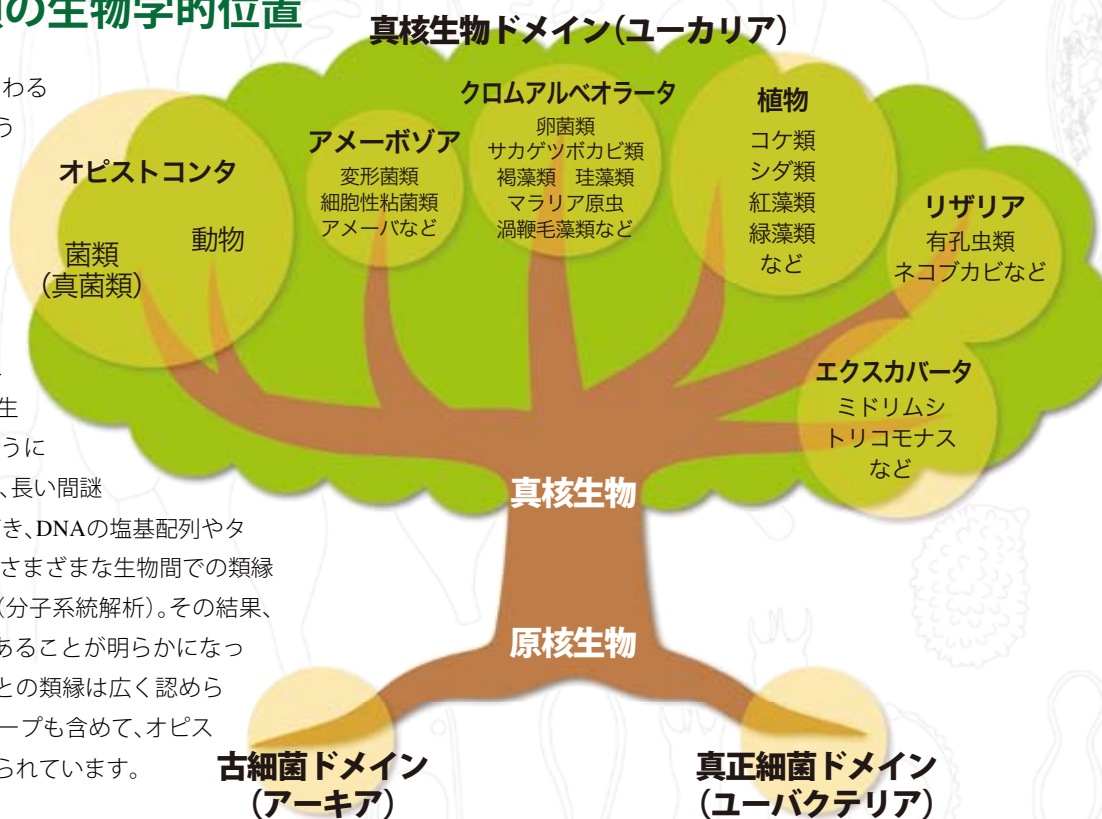 の生物学的位置
わる
う
生
うに
、長い間謎
き、DNAの塩基配列やタ
さまざまな生物間での類縁
（分子系統解析）。その結果、
あることが明らかになっ
との類縁は広く認めら
ープも含めて、オピス
られています。
真核生物ドメイン（ユーカリア）
オピストコンタ
菌類
（真菌類）
動物
アメーボゾア
変形菌類
細胞性粘菌類
アメーバなど
クロムアルベオラータ
卵菌類
サカゲツボカビ類
褐藻類　珪藻類
マラリア原虫
渦鞭毛藻類など
植物
コケ類
シダ類
紅藻類
緑藻類
など
リザリア
有孔虫類
ネコブカビなど
エクスカバータ
ミドリムシ
トリコモナス
など
真核生物
原核生物
古細菌ドメイン
（アーキア）
真正細菌ドメイン
（ユーバクテリア）